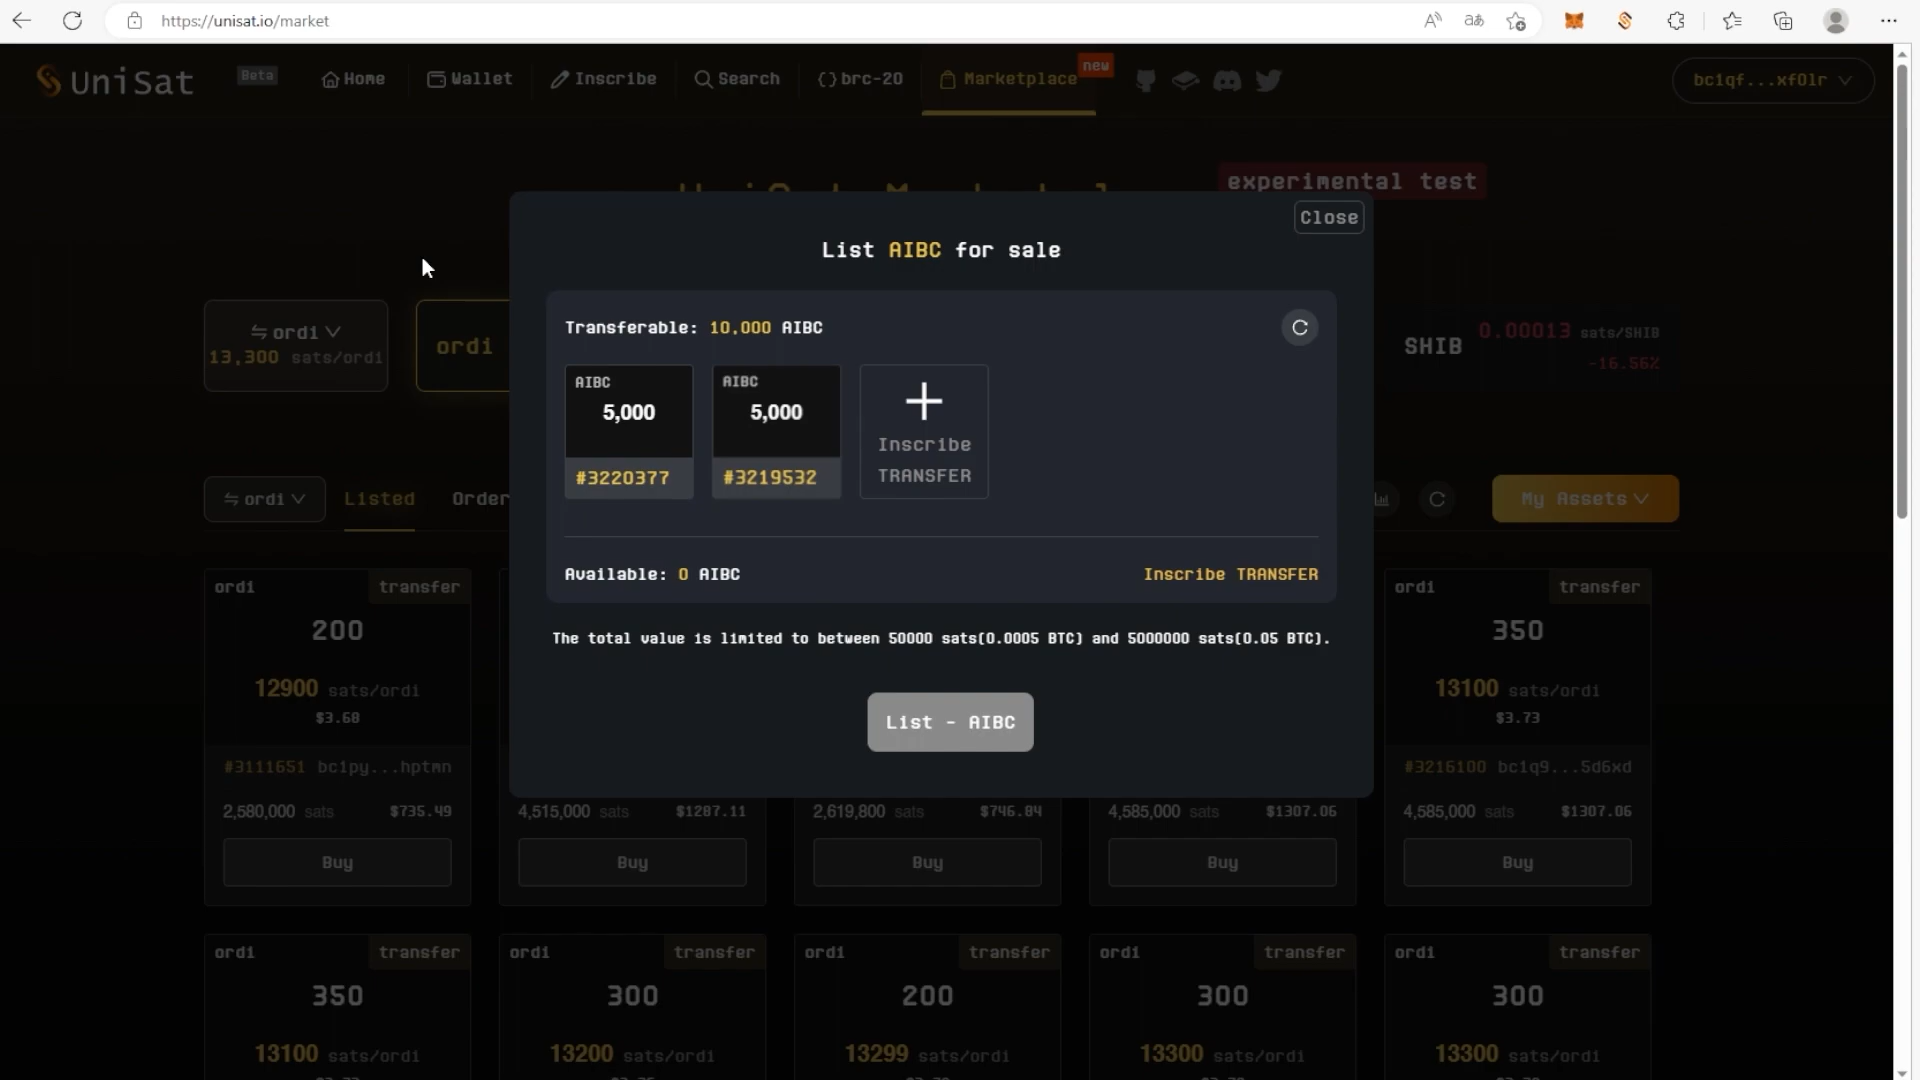 https://unisat.io/market
UniSat
Beta
Home
Wallet
Inscribe
Search
brc-20
Marketplace
new
bc1qf...xf0lr
experimental test
Close
List AIBC for sale
ordi
13,300 sats/ordi
ordi
Transferable: 10,000 AIBC
SHIB
0.00013 sats/SHIB
-16.56%
AIBC
5,000
#3220377
AIBC
5,000
#3219532
Inscribe
TRANSFER
ordi
Listed
Order
My Assets
Available: 0 AIBC
Inscribe TRANSFER
The total value is limited to between 50000 sats(0.0005 BTC) and 5000000 sats(0.05 BTC).
List - AIBC
ordi transfer
200
12900 sats/ordi
$3.68
#3111651 bc1py...hptmn
2,580,000 sats $735.49
Buy
4,515,000 sats $1287.11
Buy
2,619,800 sats $746.84
Buy
4,585,000 sats $1307.06
Buy
ordi transfer
350
13100 sats/ordi
$3.73
#3216100 bc1q9...5d6xd
4,585,000 sats $1307.06
Buy
ordi transfer
350
13100 sats/ordi
ordi transfer
300
13200 sats/ordi
ordi transfer
200
13299 sats/ordi
ordi transfer
300
13300 sats/ordi
ordi transfer
300
13300 sats/ordi